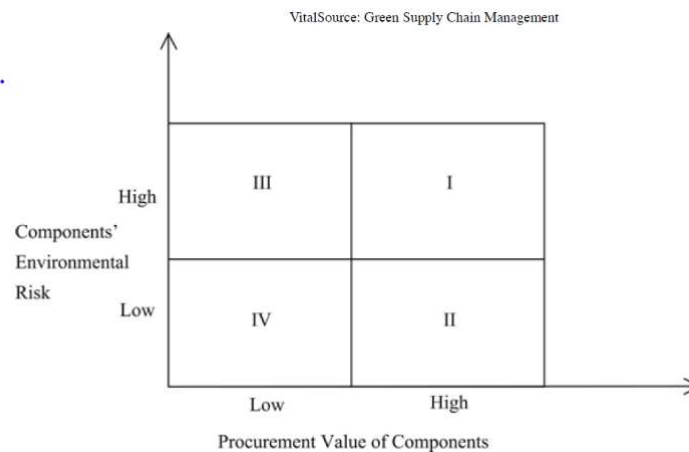 VitalSource: Green Supply Chain Management
III
I
High
Components’
Environmental
Risk
Low
IV
II
Low
High
Procurement Value of Components